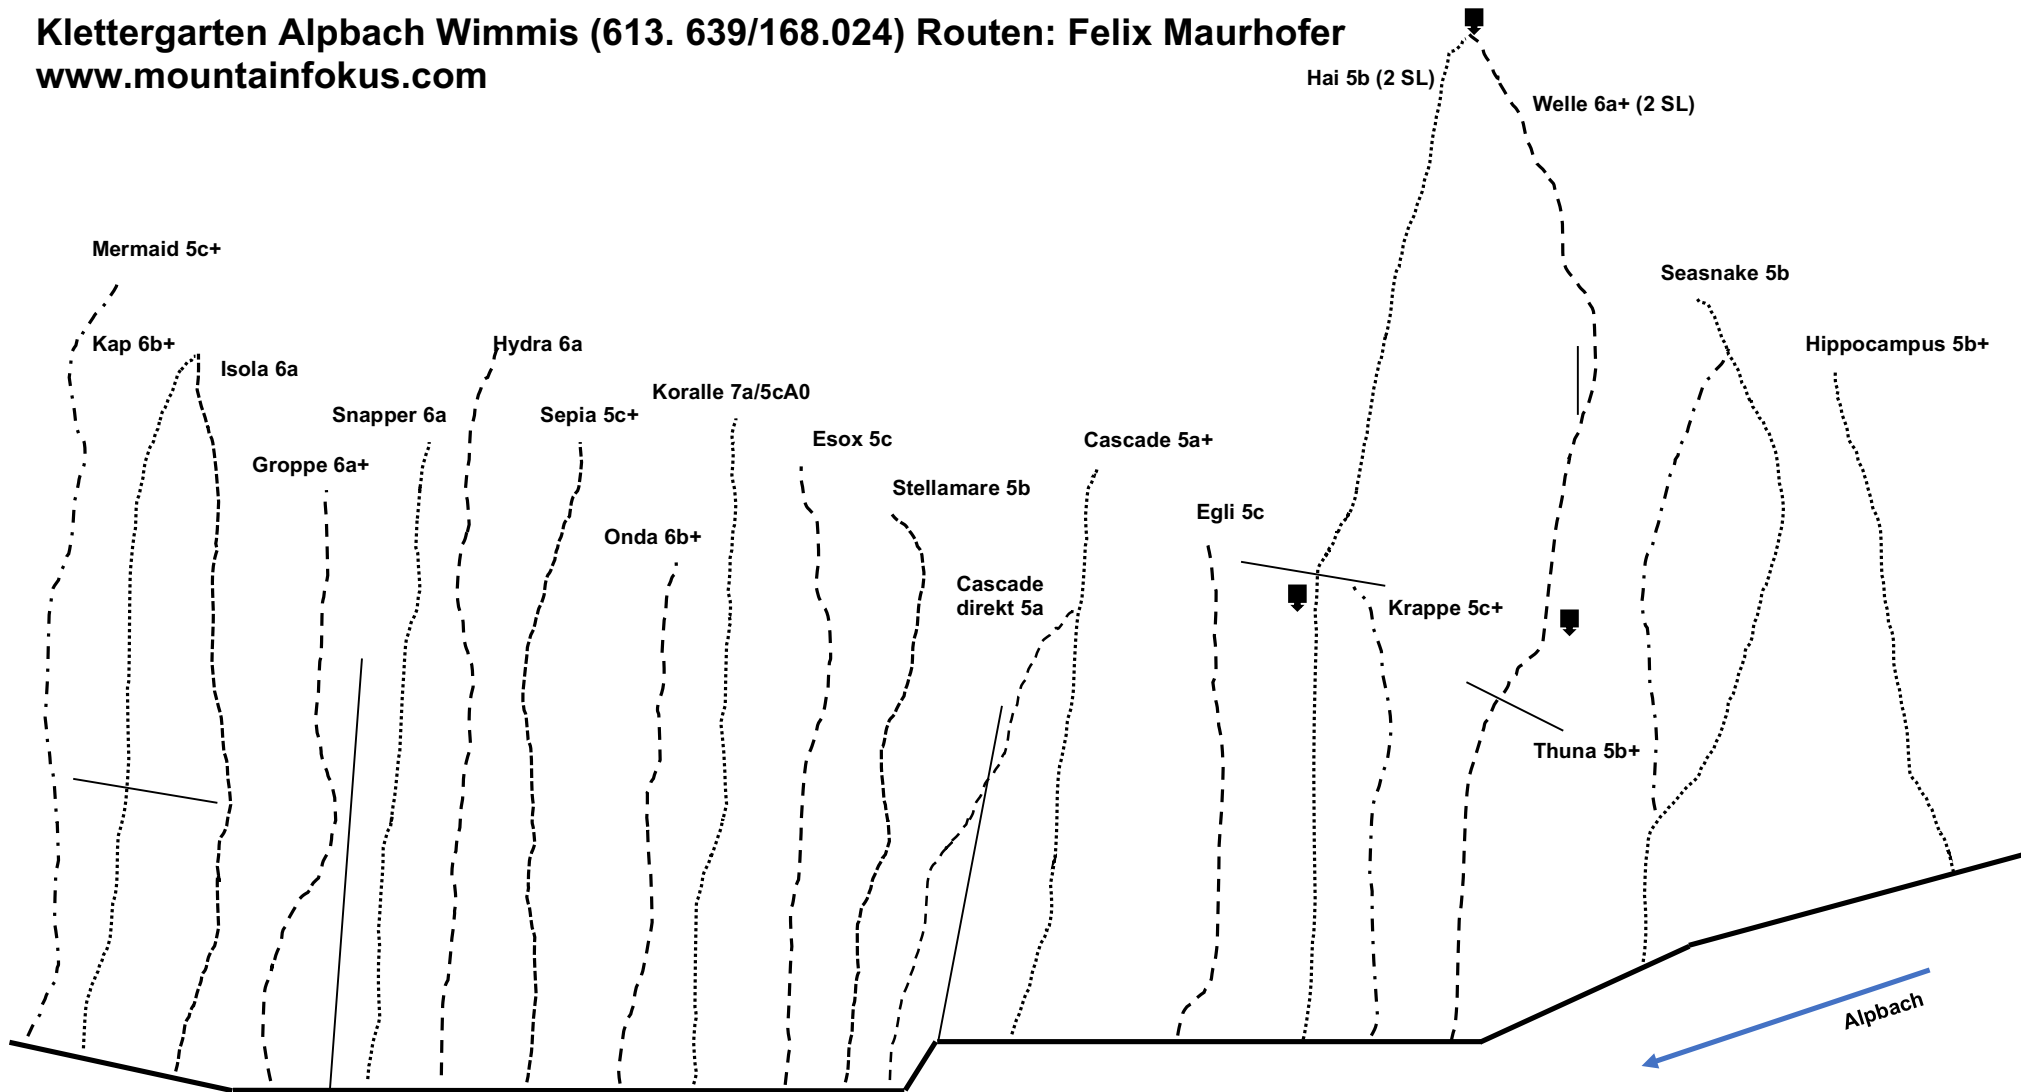 Klettergarten Alpbach Wimmis (613. 639/168.024) Routen: Felix Maurhofer
www.mountainfokus.com
Hai 5b (2 SL)
Welle 6a+ (2 SL)
Mermaid 5c+
Seasnake 5b
Kap 6b+
Hydra 6a
Hippocampus 5b+
Isola 6a
Koralle 7a/5cA0
Snapper 6a
Sepia 5c+
Esox 5c
Cascade 5a+
Groppe 6a+
Stellamare 5b
Egli 5c
Onda 6b+
Cascade
direkt 5a
Krappe 5c+
Thuna 5b+
Alpbach